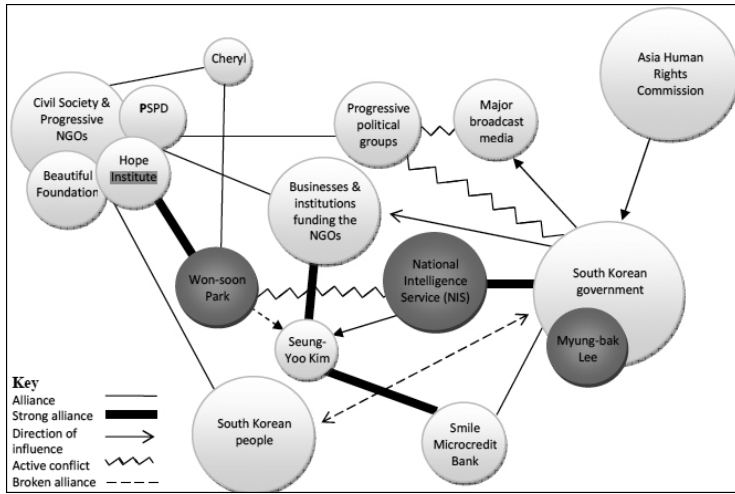 Cheryl
Asia Human
Rights
Commission
Civil Society &
Progressive
NGOs
PSPD
Progressive
political
groups
Major
broadcast
media
Hope
Institute
Beautiful
Foundation
Businesses &
institutions
funding the
NGOs
Won-soon
Park
National
Intelligence
Service (NIS)
South Korean
government
Myung-bak
Lee
Seung-
Yoo Kim
South Korean
people
Smile
Microcredit
Bank
Key
Alliance
Strong alliance
Direction of
influence
Active conflict
Broken alliance